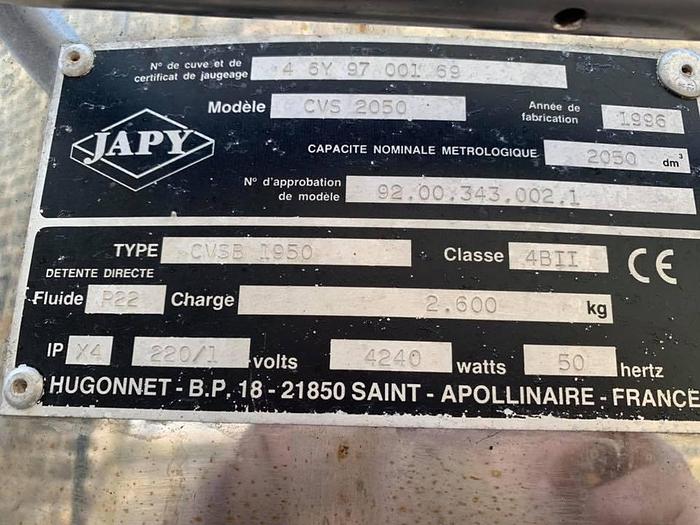 N° de cuve et de
certificat de jaugeage 4 6Y 97 001 69
JAPY
Modèle CVS 2050
Année de
fabrication 1996
CAPACITE NOMINALE METROLOGIQUE 2050 dm³
N° d'approbation
de modèle 92.00.343.002.1
TYPE CVSB 1950 Classe 4BII CE
DETENTE DIRECTE
Fluide R22 Charge 2.600 kg
IP X4 220/1 volts 4240 watts 50 hertz
HUGONNET - B.P. 18 - 21850 SAINT - APOLLINAIRE - FRANCE